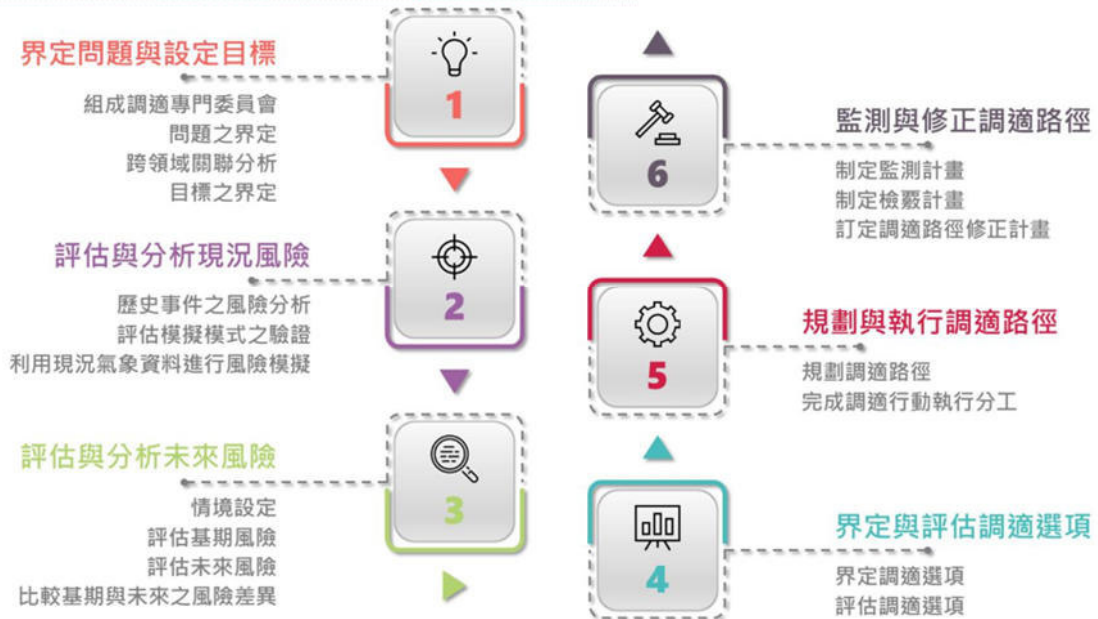 界定問題與設定目標
組成調適專門委員會
問題之界定
跨領域關聯分析
目標之界定
1
評估與分析現況風險
歷史事件之風險分析
評估模擬模式之驗證
利用現況氣象資料進行風險模擬
2
評估與分析未來風險
情境設定
評估基期風險
評估未來風險
比較基期與未來之風險差異
3
4
界定與評估調適選項
界定調適選項
評估調適選項
5
規劃與執行調適路徑
規劃調適路徑
完成調適行動執行分工
6
監測與修正調適路徑
制定監測計畫
制定檢覈計畫
訂定調適路徑修正計畫